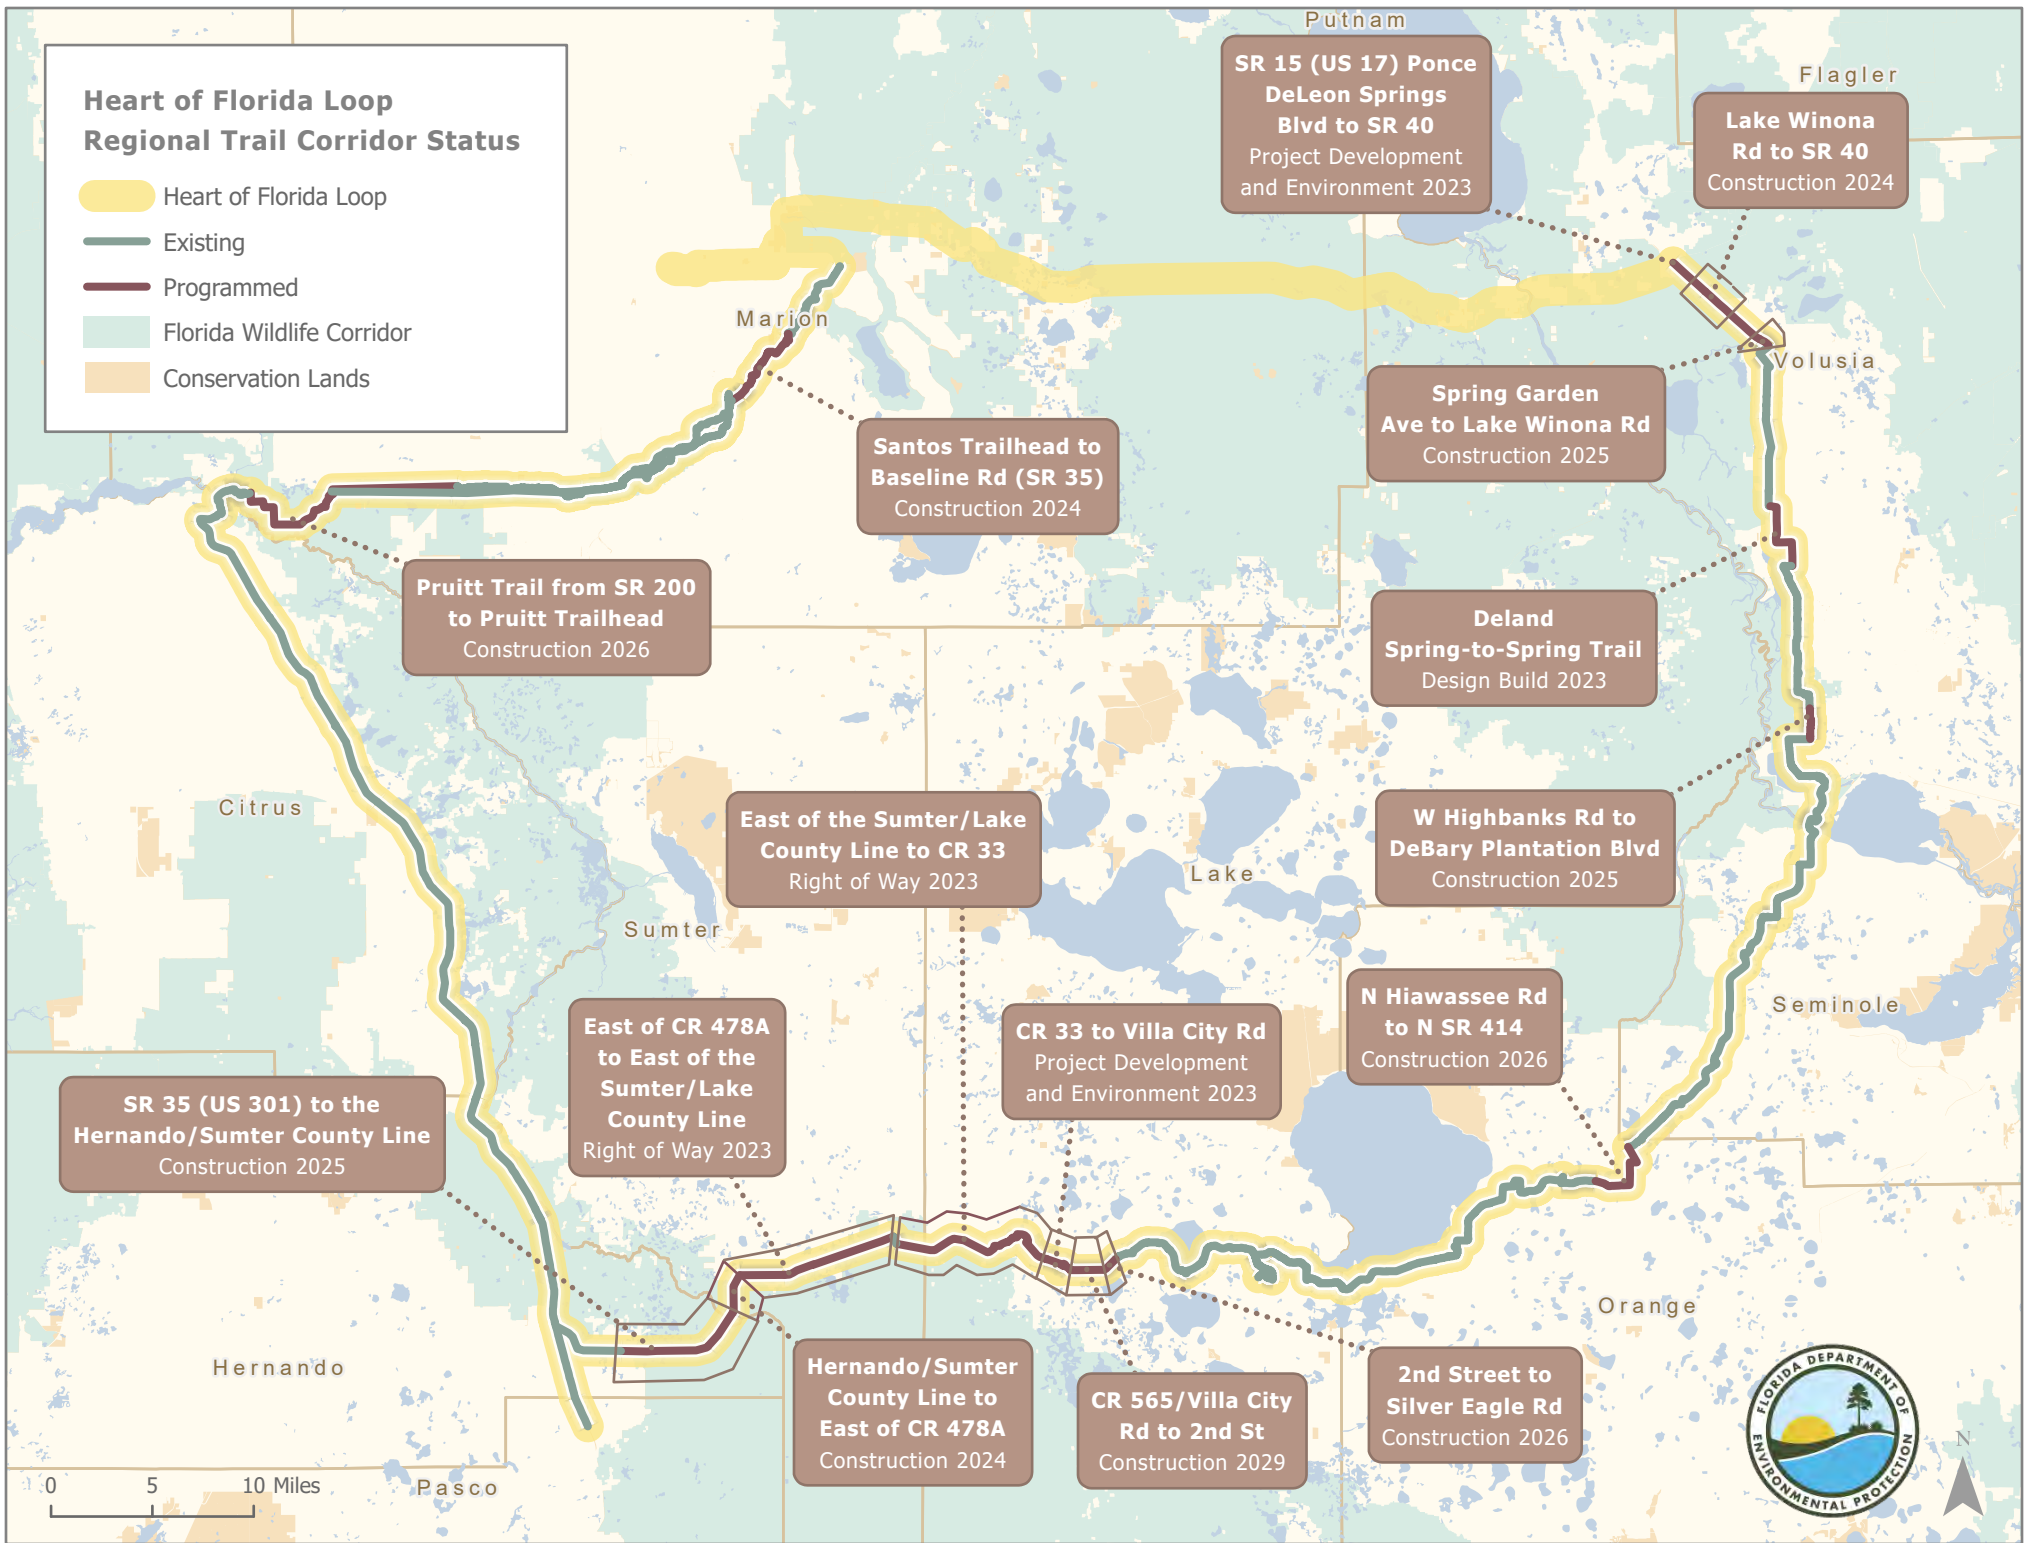 Heart of Florida Loop
Regional Trail Corridor Status
Heart of Florida Loop
Existing
Programmed
Florida Wildlife Corridor
Conservation Lands
Putnam
Flagler
SR 15 (US 17) Ponce
DeLeon Springs
Blvd to SR 40
Project Development
and Environment 2023
Lake Winona
Rd to SR 40
Construction 2024
Marion
Volusia
Spring Garden
Ave to Lake Winona Rd
Construction 2025
Santos Trailhead to
Baseline Rd (SR 35)
Construction 2024
Pruitt Trail from SR 200
to Pruitt Trailhead
Construction 2026
Deland
Spring-to-Spring Trail
Design Build 2023
Citrus
East of the Sumter/Lake
County Line to CR 33
Right of Way 2023
W Highbanks Rd to
DeBary Plantation Blvd
Construction 2025
Lake
Sumter
Seminole
N Hiawassee Rd
to N SR 414
Construction 2026
East of CR 478A
to East of the
Sumter/Lake
County Line
Right of Way 2023
CR 33 to Villa City Rd
Project Development
and Environment 2023
SR 35 (US 301) to the
Hernando/Sumter County Line
Construction 2025
Orange
Hernando
Hernando/Sumter
County Line to
East of CR 478A
Construction 2024
CR 565/Villa City
Rd to 2nd St
Construction 2029
2nd Street to
Silver Eagle Rd
Construction 2026
FLORIDA DEPARTMENT OF
ENVIRONMENTAL PROTECTION
N
Pasco
0 5 10 Miles